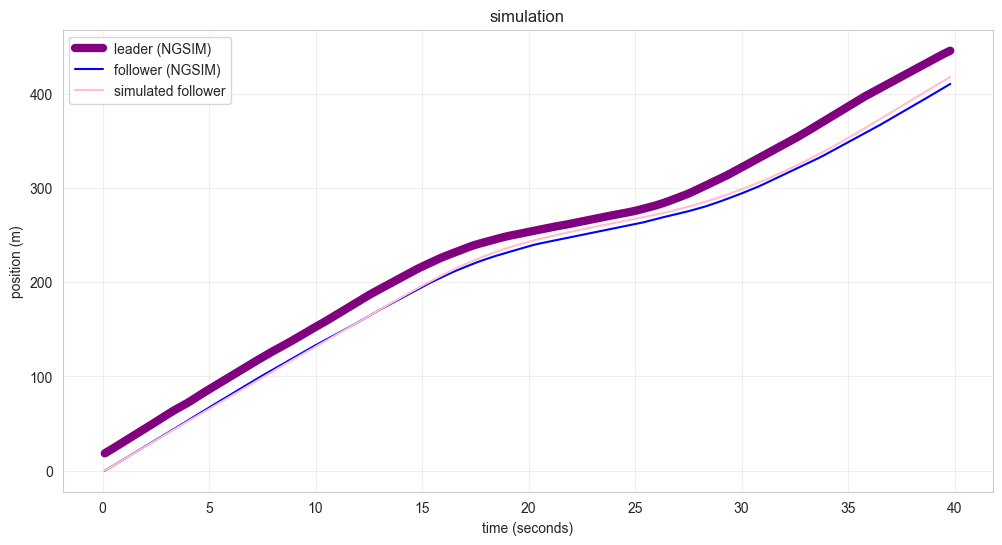 simulation
leader (NGSIM)
follower (NGSIM)
simulated follower
position (m)
400
300
200
100
0
0 5 10 15 20 25 30 35 40
time (seconds)